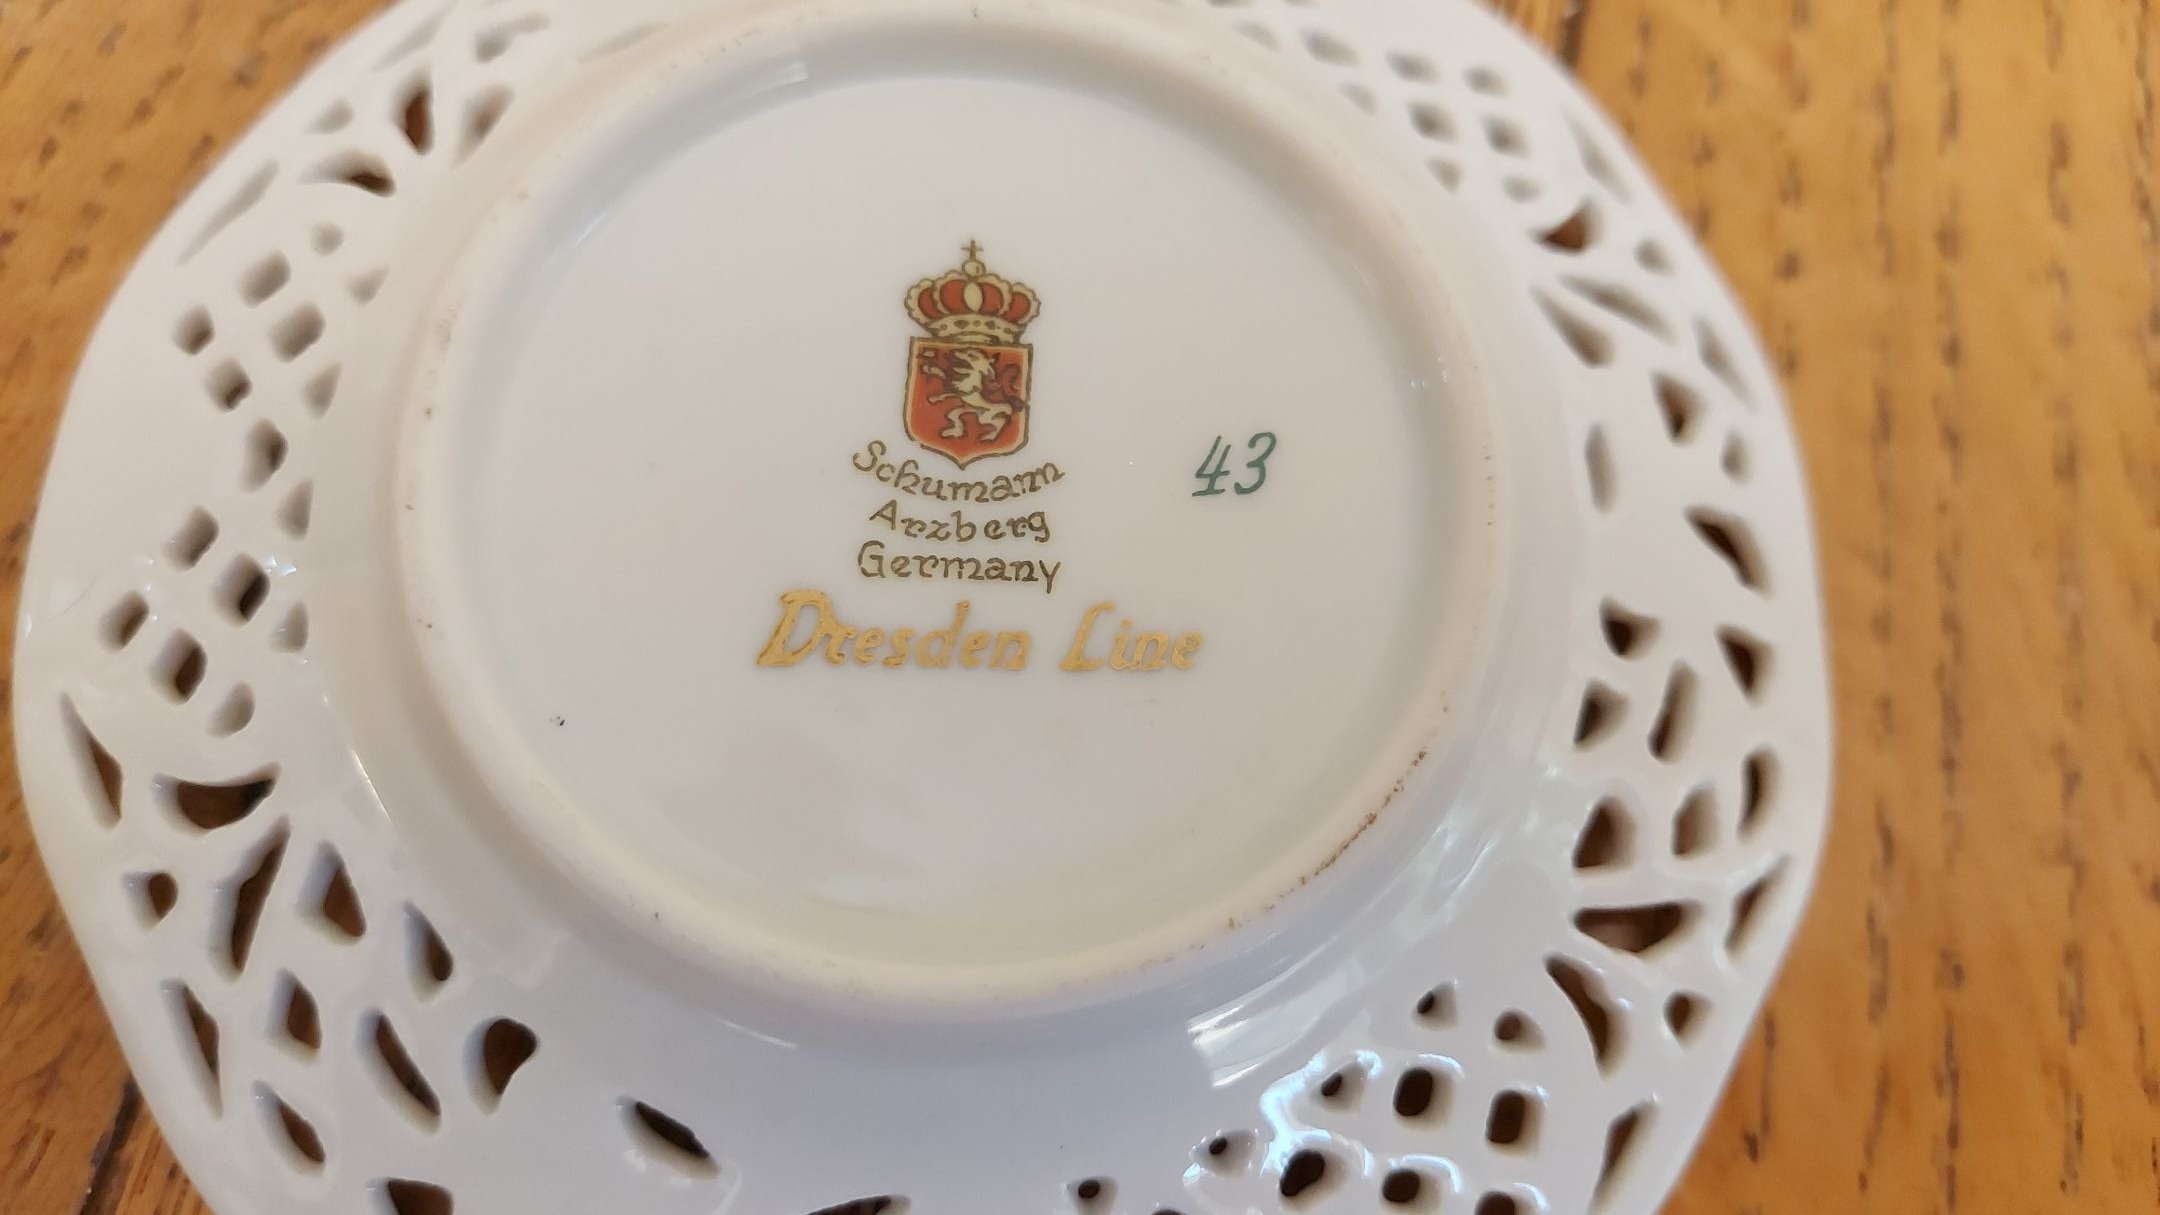 Schumann
Arzberg
Germany
Dresden Line
43